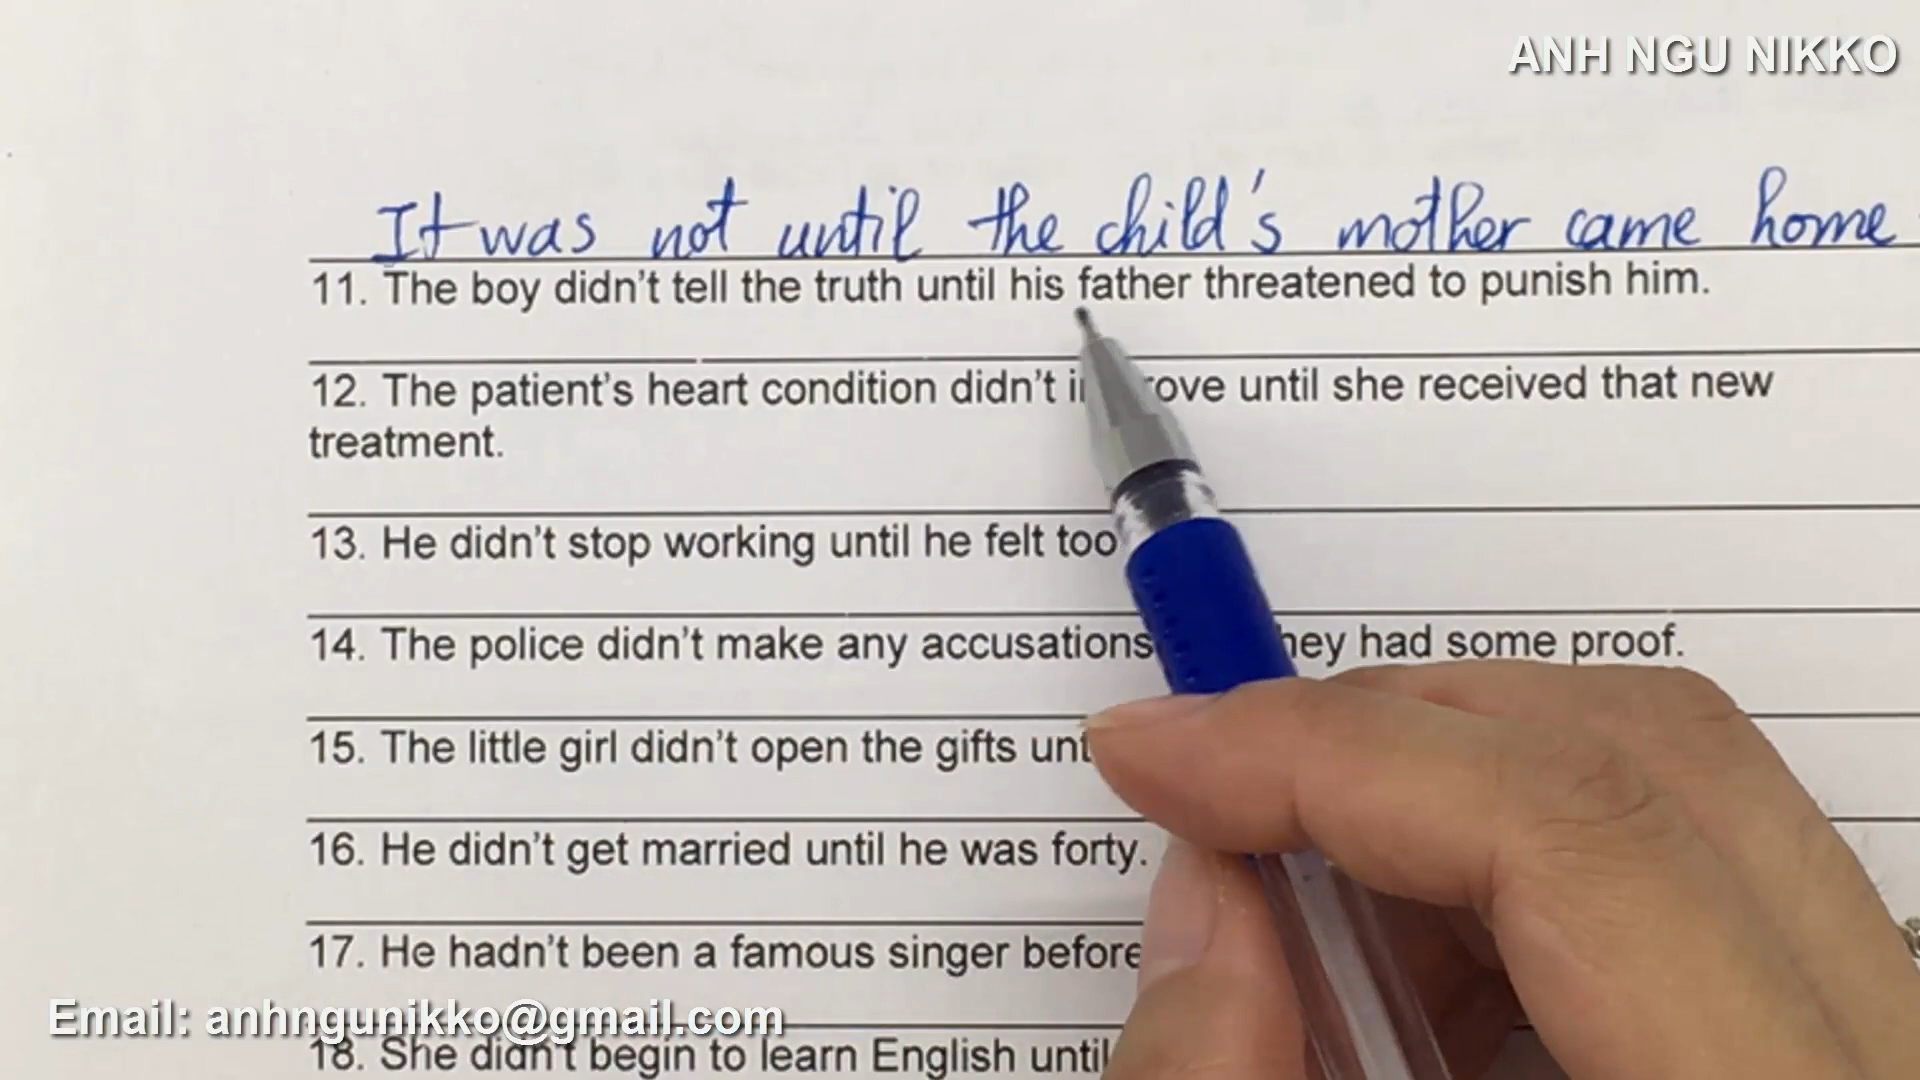 ANH NGU NIKKO
It was not until the child's mother came home
11. The boy didn't tell the truth until his father threatened to punish him.
12. The patient's heart condition didn't improve until she received that new
treatment.
13. He didn't stop working until he felt too
14. The police didn't make any accusations they had some proof.
15. The little girl didn't open the gifts
16. He didn't get married until he was forty.
17. He hadn't been a famous singer before
Email: anhngunikko@gmail.com
18. She didn't begin to learn English until